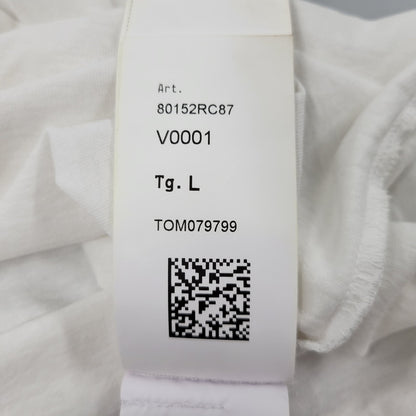 Art.
80152RC87
V0001
Tg. L
TOM079799